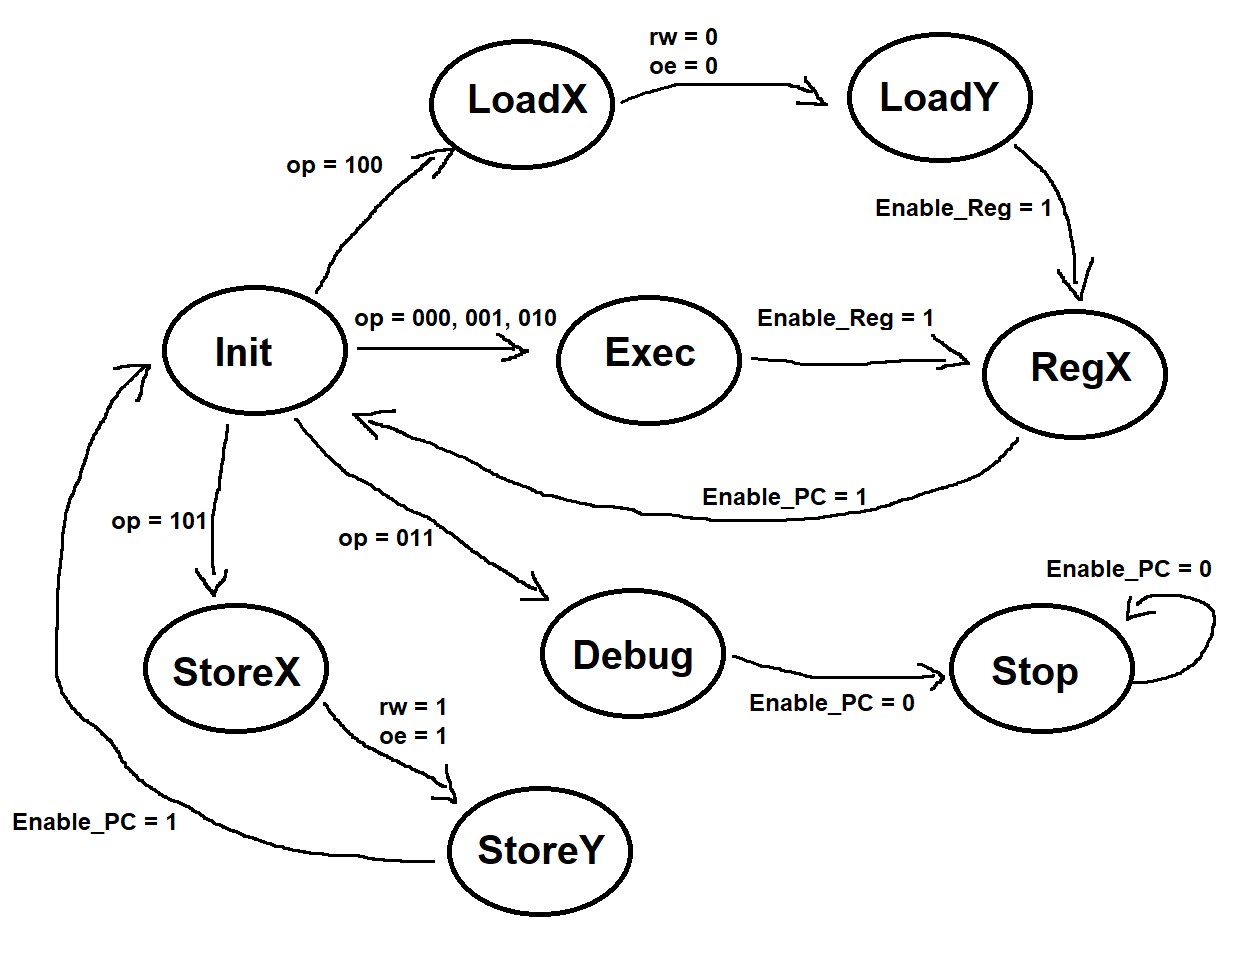 rw = 0
oe = 0
LoadX
LoadY
op = 100
Enable_Reg = 1
op = 000, 001, 010
Enable_Reg = 1
Init
Exec
RegX
Enable_PC = 1
op = 101
op = 011
Enable_PC = 0
StoreX
Debug
Stop
rw = 1
oe = 1
Enable_PC = 0
Enable_PC = 1
StoreY